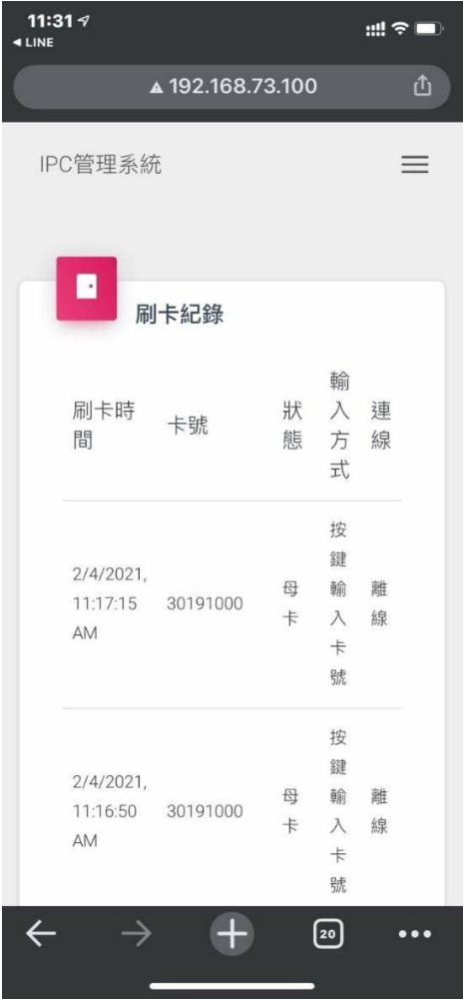 11:31
LINE
192.168.73.100
IPC管理系統
刷卡紀錄
刷卡時
間
卡號
狀
態
輸
入
方
式
連
線
2/4/2021,
11:17:15
AM
30191000
母
卡
按
鍵
輸
入
卡
號
離
線
2/4/2021,
11:16:50
AM
30191000
母
卡
按
鍵
輸
入
卡
號
離
線
20